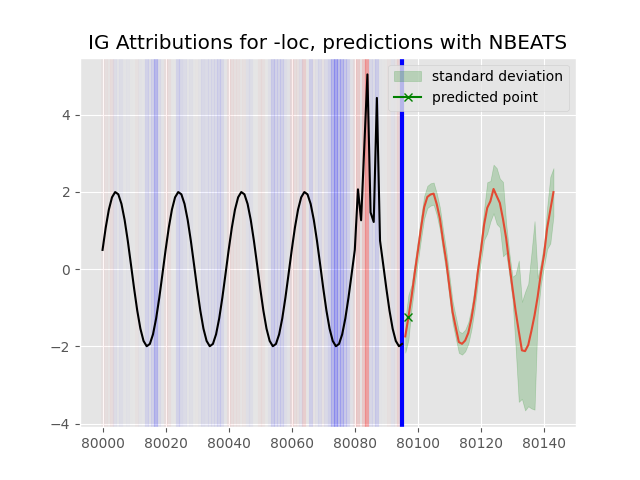 IG Attributions for -loc, predictions with NBEATS
standard deviation
predicted point
4
2
0
−2
−4
80000 80020 80040 80060 80080 80100 80120 80140